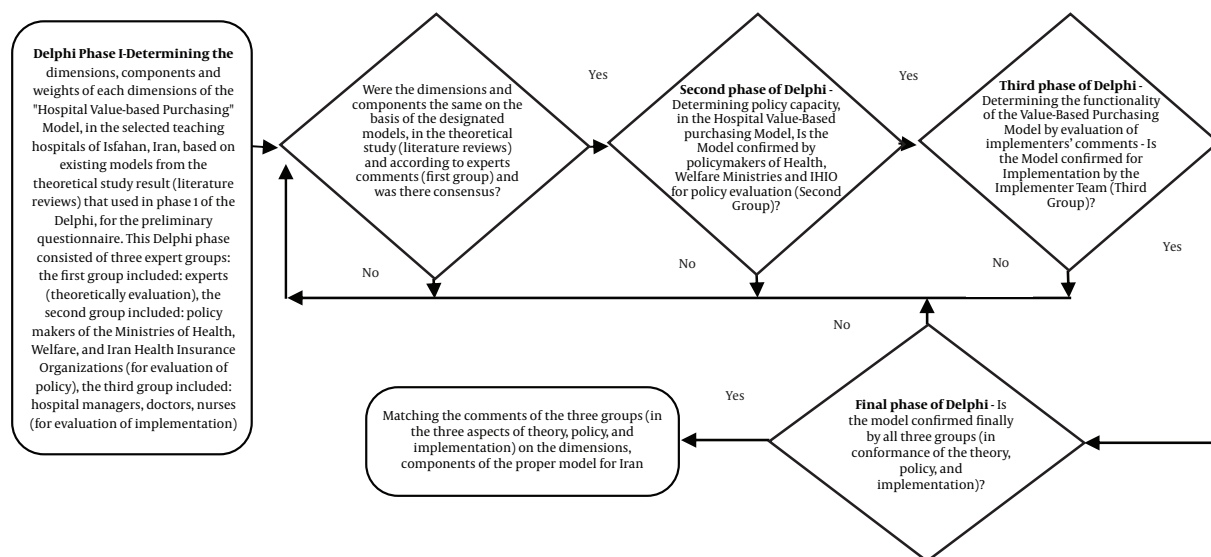 Delphi Phase I-Determining the
dimensions, components and
weights of each dimensions of the
"Hospital Value-based Purchasing"
Model, in the selected teaching
hospitals of Isfahan, Iran, based on
existing models from the
theoretical study result (literature
reviews) that used in phase I of the
Delphi, for the preliminary
questionnaire. This Delphi phase
consisted of three expert groups:
the first group included: experts
(theoretically evaluation), the
second group included: policy
makers of the Ministries of Health,
Welfare, and Iran Health Insurance
Organizations (for evaluation of
policy), the third group included:
hospital managers, doctors, nurses
(for evaluation of implementation)
Were the dimensions and
components the same on the
basis of the designated
models, in the theoretical
study (literature reviews)
and according to experts
comments (first group) and
was there consensus?
Yes
No
Second phase of Delphi -
Determining policy capacity,
in the Hospital Value-Based
purchasing Model, Is the
Model confirmed by
policymakers of Health,
Welfare Ministries and IHIO
for policy evaluation (Second
Group)?
Yes
No
Third phase of Delphi -
Determining the functionality
of the Value-Based Purchasing
Model by evaluation of
implementers' comments - Is
the Model confirmed for
Implementation by the
Implementer Team (Third
Group)?
Yes
No
Final phase of Delphi - Is
the model confirmed finally
by all three groups (in
conformance of the theory,
policy, and
implementation)?
No
Yes
Matching the comments of the three groups (in
the three aspects of theory, policy, and
implementation) on the dimensions,
components of the proper model for Iran